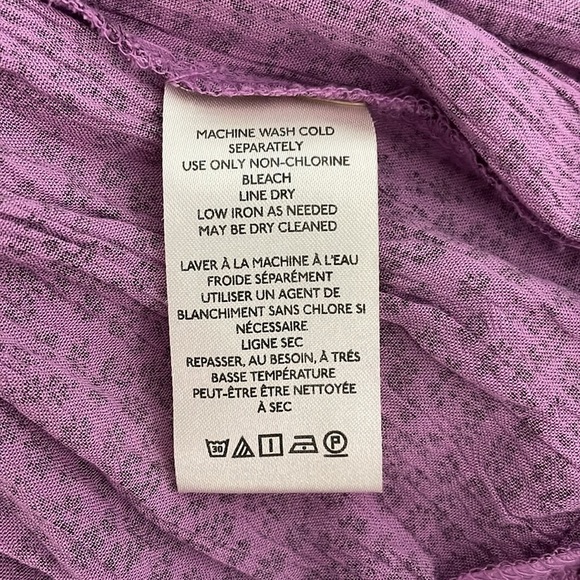 MACHINE WASH COLD
SEPARATELY
USE ONLY NON-CHLORINE
BLEACH
LINE DRY
LOW IRON AS NEEDED
MAY BE DRY CLEANED
LAVER À LA MACHINE À L'EAU
FROIDE SÉPARÉMENT
UTILISER UN AGENT DE
BLANCHIMENT SANS CHLORE SI
NÉCESSAIRE
LIGNE SEC
REPASSER, AU BESOIN, À TRÉS
BASSE TEMPÉRATURE
PEUT-ÊTRE ÊTRE NETTOYÉE
À SEC
30 P